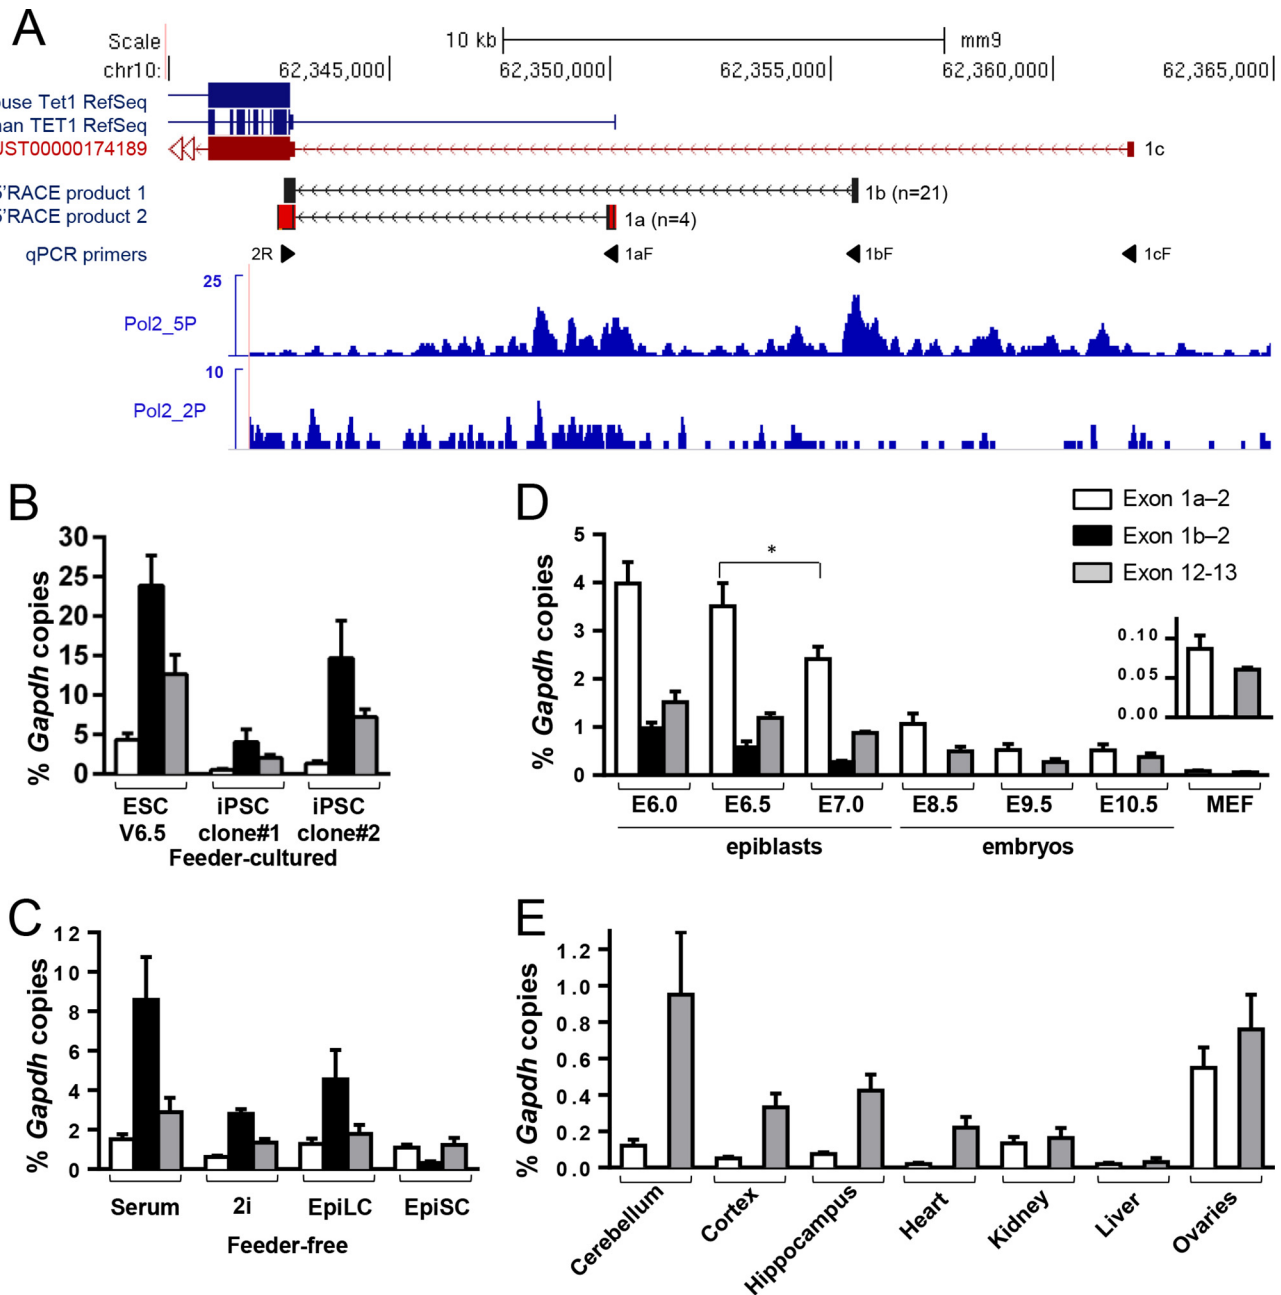 A
Scale 10 kb mm9
chr10: 62,345,000 62,350,000 62,355,000 62,360,000 62,365,000
Tet1 RefSeq
TET1 RefSeq
1c
RACE product 1 1b (n=21)
RACE product 2 1a (n=4)
qPCR primers 2R 1aF 1bF 1cF
25
Pol2_5P
10
Pol2_2P
B
% Gapdh copies
30
25
20
15
10
5
0
ESC V6.5
iPSC clone#1
iPSC clone#2
Feeder-cultured
D
% Gapdh copies
5
4
3
2
1
0
*
Exon 1a–2
Exon 1b–2
Exon 12-13
0.10
0.05
0.00
E6.0 E6.5 E7.0 E8.5 E9.5 E10.5 MEF
epiblasts embryos
C
% Gapdh copies
12
10
8
6
4
2
0
Serum 2i EpiLC EpiSC
Feeder-free
E
% Gapdh copies
1.2
1.0
0.8
0.6
0.4
0.2
0.0
Cerebellum
Cortex
Hippocampus
Heart
Kidney
Liver
Ovaries